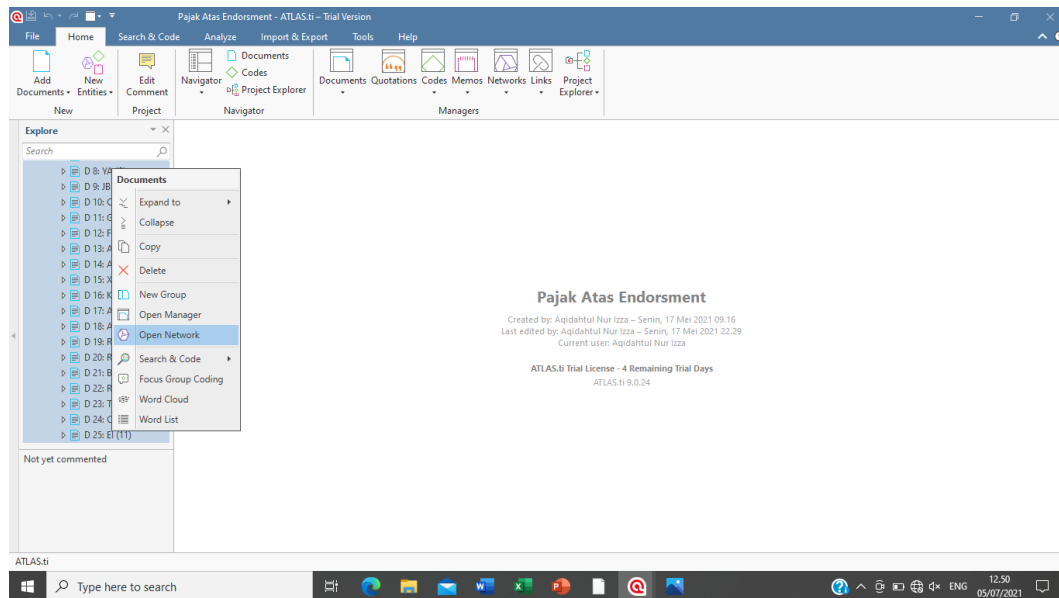 Pajak Atas Endorsment - ATLAS.ti – Trial Version
File Home Search & Code Analyze Import & Export Tools Help
Add Documents
New Entities
Edit Comment
Navigator
Documents
Codes
Project Explorer
Documents Quotations Codes Memos Networks Links Project Explorer
New Project Navigator Managers
Explore
Search
D 8: YA
D 9: JB
D 10: C
D 11: G
D 12: F
D 13: A
D 14: A
D 15: X
D 16: K
D 17: A
D 18: A
D 19: R
D 20: R
D 21: B
D 22: R
D 23: T
D 24: C
D 25: El (11)
Documents
Expand to
Collapse
Copy
Delete
New Group
Open Manager
Open Network
Search & Code
Focus Group Coding
Word Cloud
Word List
Not yet commented
Pajak Atas Endorsment
Created by: Aqidahtul Nur Izza – Senin, 17 Mei 2021 09.16
Last edited by: Aqidahtul Nur Izza – Senin, 17 Mei 2021 22.29
Current user: Aqidahtul Nur Izza
ATLAS.ti Trial License - 4 Remaining Trial Days
ATLAS.ti 9.0.24
ATLAS.ti
Type here to search
ENG
12.50
05/07/2021